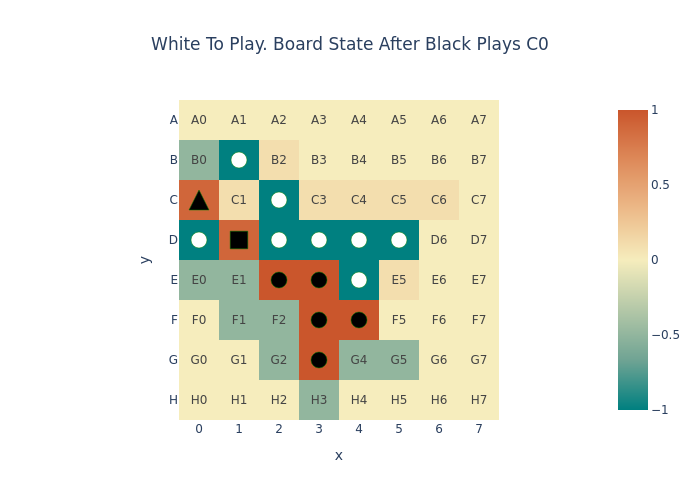 White To Play. Board State After Black Plays C0
A A0 A1 A2 A3 A4 A5 A6 A7
B B0 B2 B3 B4 B5 B6 B7
C C1 C3 C4 C5 C6 C7
D D6 D7
E E0 E1 E5 E6 E7
F F0 F1 F2 F5 F6 F7
G G0 G1 G2 G4 G5 G6 G7
H H0 H1 H2 H3 H4 H5 H6 H7
0 1 2 3 4 5 6 7
x
y
1
0.5
0
−0.5
−1